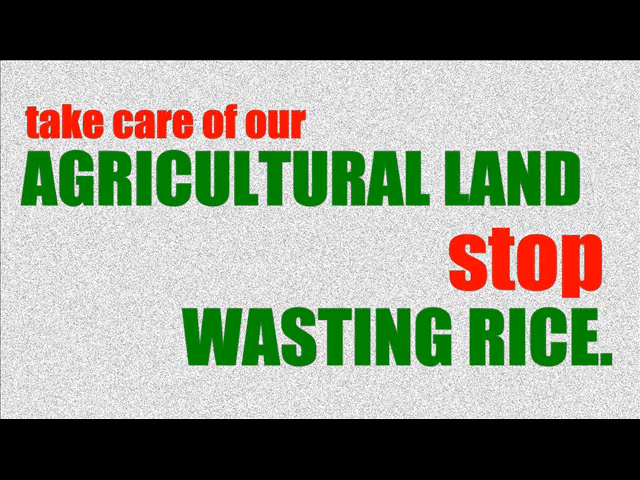 take care of our
AGRICULTURAL LAND
stop
WASTING RICE.